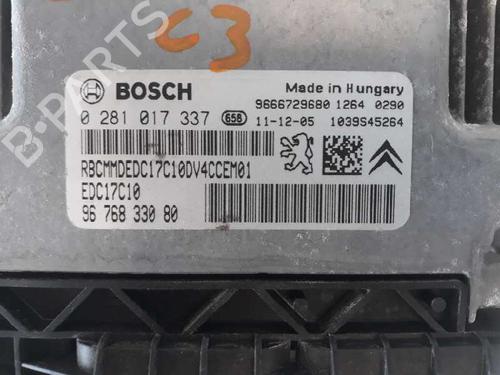 B-PARTS
C3
BOSCH
Made in Hungary
9666729680 1264 0290
0 281 017 337 658 11-12-05 1039S45264
RBCMMDEDC17C10DV4CCEM01
EDC17C10
96 768 330 80